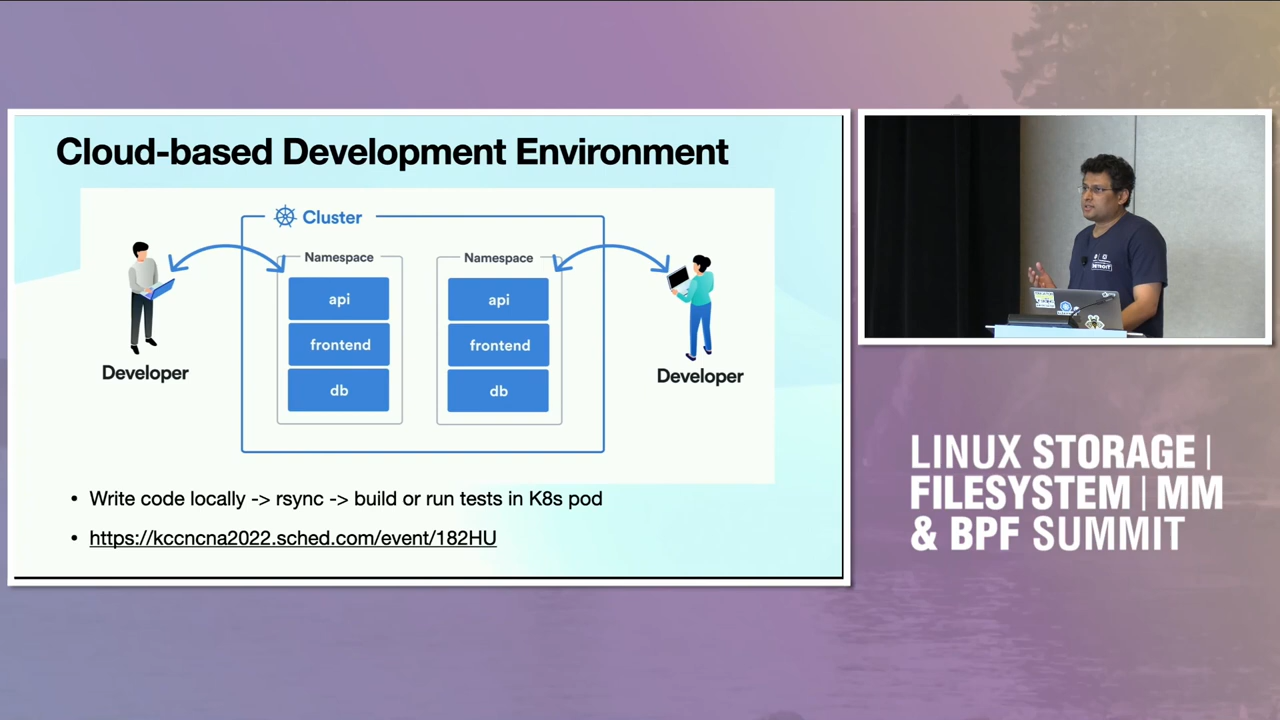 Cloud-based Development Environment
Cluster
Namespace
Namespace
api
api
frontend
frontend
db
db
Developer
Developer
• Write code locally -> rsync -> build or run tests in K8s pod
• https://kccncna2022.sched.com/event/182HU
DETROIT
LINUX STORAGE |
FILESYSTEM | MM
& BPF SUMMIT